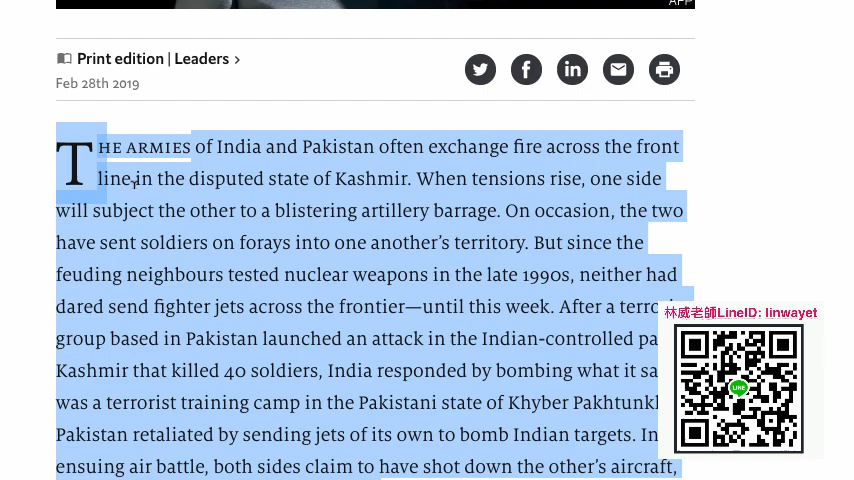 AFP
Print edition | Leaders >
Feb 28th 2019
THE ARMIES of India and Pakistan often exchange fire across the front
line in the disputed state of Kashmir. When tensions rise, one side
will subject the other to a blistering artillery barrage. On occasion, the two
have sent soldiers on forays into one another’s territory. But since the
feuding neighbours tested nuclear weapons in the late 1990s, neither had
dared send fighter jets across the frontier—until this week. After a
group based in Pakistan launched an attack in the Indian-controlled
Kashmir that killed 40 soldiers, India responded by bombing what it
was a terrorist training camp in the Pakistani state of Khyber
Pakistan retaliated by sending jets of its own to bomb Indian targets. In
ensuing air battle, both sides claim to have shot down the other’s aircraft,
林威老師LineID: linwayet
LINE